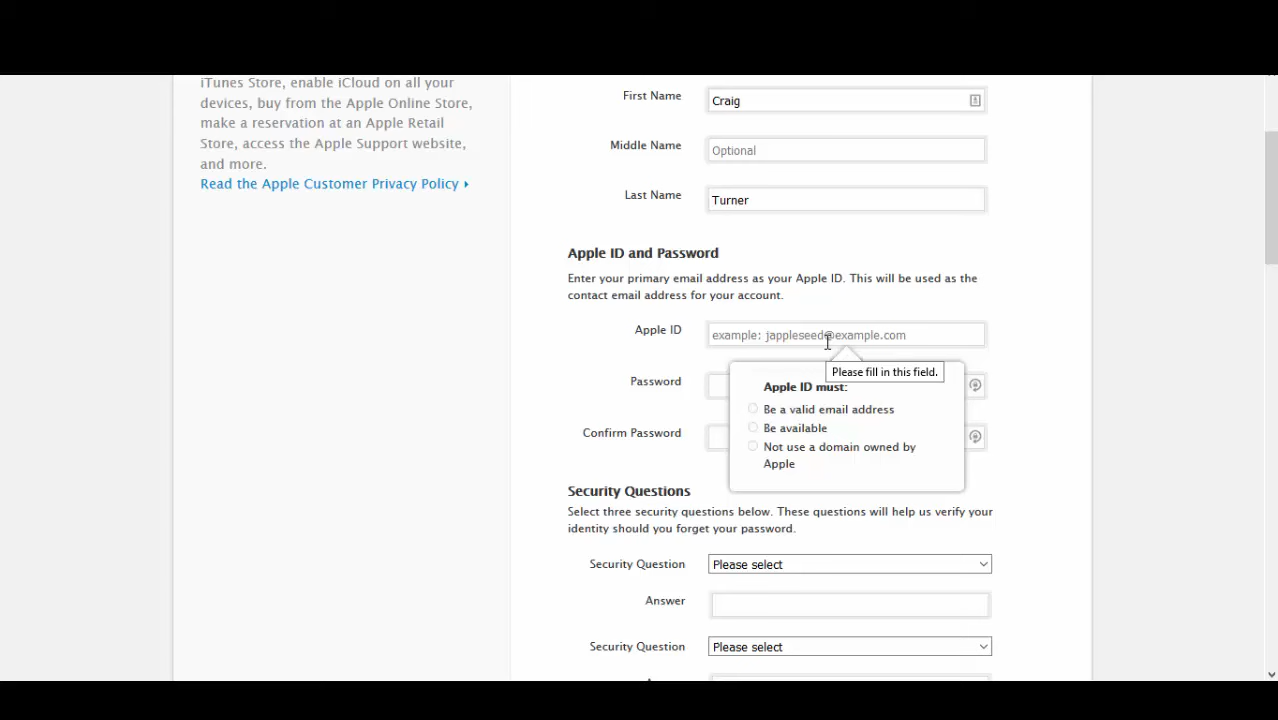 iTunes Store, enable iCloud on all your
devices, buy from the Apple Online Store,
make a reservation at an Apple Retail
Store, access the Apple Support website,
and more.
Read the Apple Customer Privacy Policy
First Name
Craig
Middle Name
Optional
Last Name
Turner
Apple ID and Password
Enter your primary email address as your Apple ID. This will be used as the
contact email address for your account.
Apple ID
example: jappleseed@example.com
Please fill in this field.
Password
Apple ID must:
Be a valid email address
Be available
Confirm Password
Not use a domain owned by
Apple
Security Questions
Select three security questions below. These questions will help us verify your
identity should you forget your password.
Security Question
Please select
Answer
Security Question
Please select